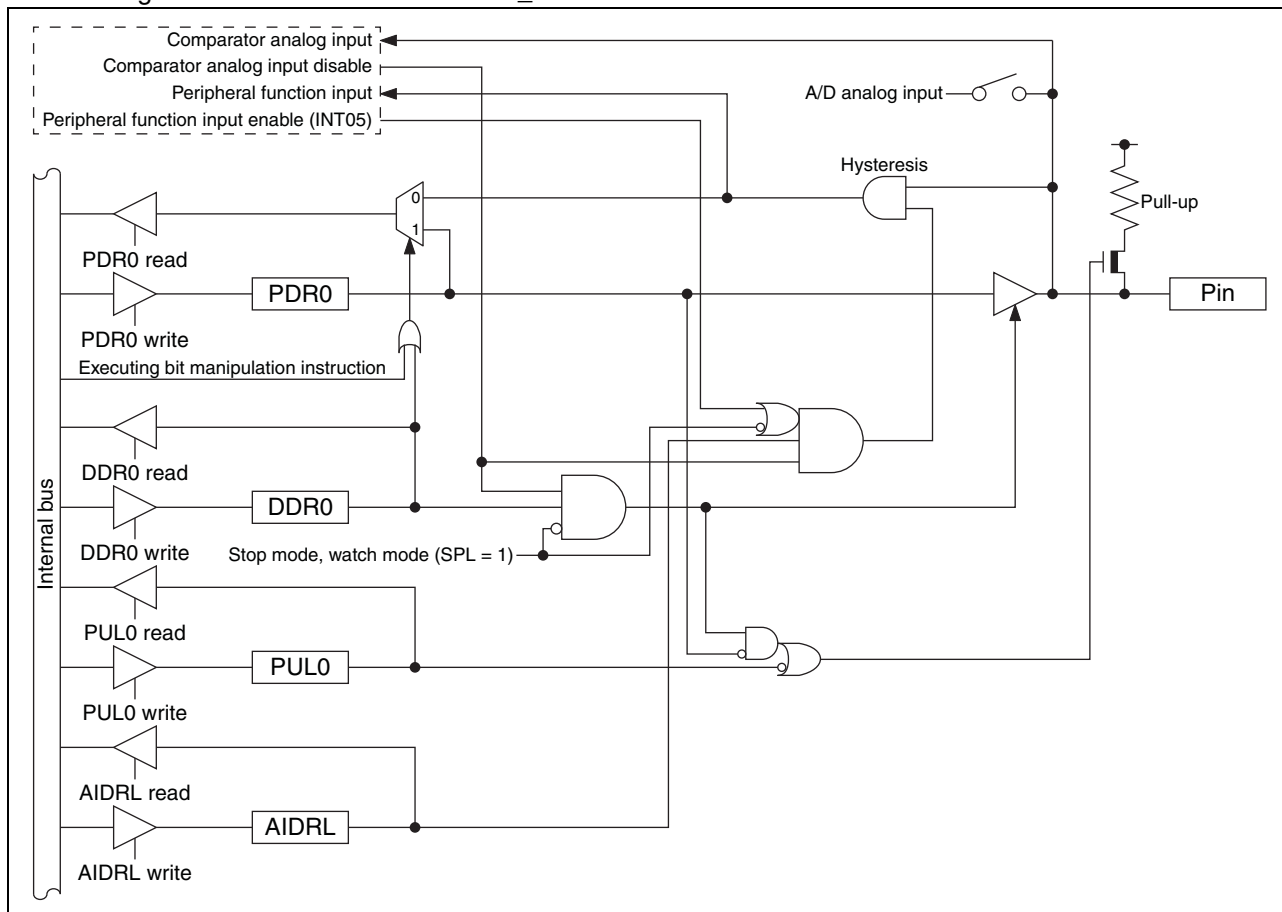 Comparator analog input
Comparator analog input disable
Peripheral function input
A/D analog input
Peripheral function input enable (INT05)
Hysteresis
0
Pull-up
1
PDR0 read
PDR0
Pin
PDR0 write
Executing bit manipulation instruction
DDR0 read
DDR0
DDR0 write
Stop mode, watch mode (SPL = 1)
Internal bus
PUL0 read
PUL0
PUL0 write
AIDRL read
AIDRL
AIDRL write